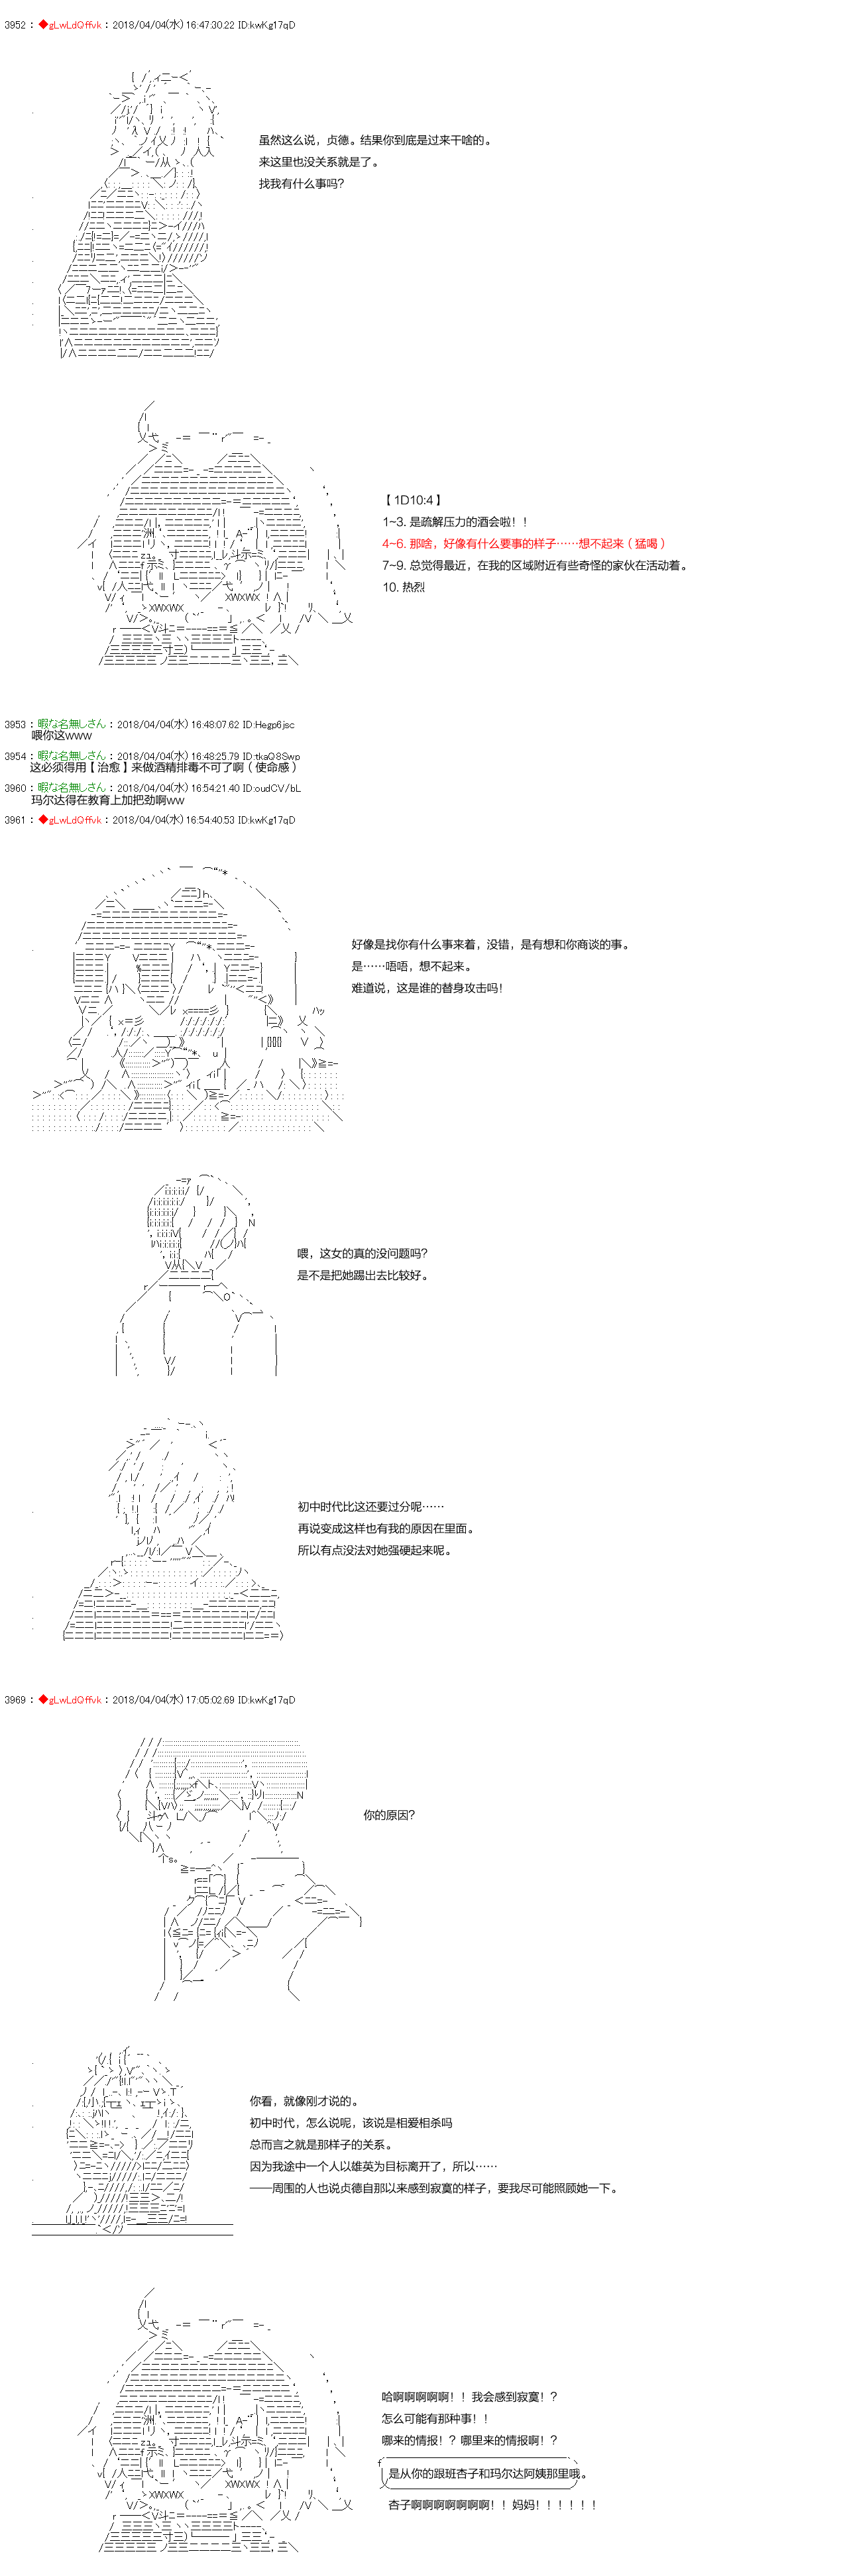 3952 : ◆gLwLdQffvk : 2018/04/04(水) 16:47:30.22 ID:kwKg17qD
虽然这么说，贞德。结果你到底是过来干啥的。
来这里也没关系就是了。
找我有什么事吗？
【1D10:4】
1~3. 是疏解压力的酒会啦！！
4~6. 那啥，好像有什么要事的样子……想不起来（猛喝）
7~9. 总觉得最近，在我的区域附近有些奇怪的家伙在活动着。
10. 热烈
3953 : 暇な名無しさん : 2018/04/04(水) 16:48:07.62 ID:Hegp6jsc
喂你这www
3954 : 暇な名無しさん : 2018/04/04(水) 16:48:25.79 ID:tkaQ8Swp
这必须得用【治愈】来做酒精排毒不可了啊（使命感）
3960 : 暇な名無しさん : 2018/04/04(水) 16:54:21.40 ID:oudCV/bL
玛尔达得在教育上加把劲啊ww
3961 : ◆gLwLdQffvk : 2018/04/04(水) 16:54:40.53 ID:kwKg17qD
好像是找你有什么事来着，没错，是有想和你商谈的事。
是……唔唔，想不起来。
难道说，这是谁的替身攻击吗！
喂，这女的真的没问题吗？
是不是把她踢出去比较好。
初中时代比这还要过分呢……
再说变成这样也有我的原因在里面。
所以有点没法对她强硬起来呢。
3969 : ◆gLwLdQffvk : 2018/04/04(水) 17:05:02.69 ID:kwKg17qD
你的原因？
你看，就像刚才说的。
初中时代，怎么说呢，该说是相爱相杀吗
总而言之就是那样子的关系。
因为我途中一个人以雄英为目标离开了，所以……
——周围的人也说贞德自那以来感到寂寞的样子，要我尽可能照顾她一下。
哈啊啊啊啊啊！！我会感到寂寞！？
怎么可能有那种事！！
哪来的情报！？哪里来的情报啊！？
是从你的跟班杏子和玛尔达阿姨那里哦。
杏子啊啊啊啊啊啊啊！！妈妈！！！！！！